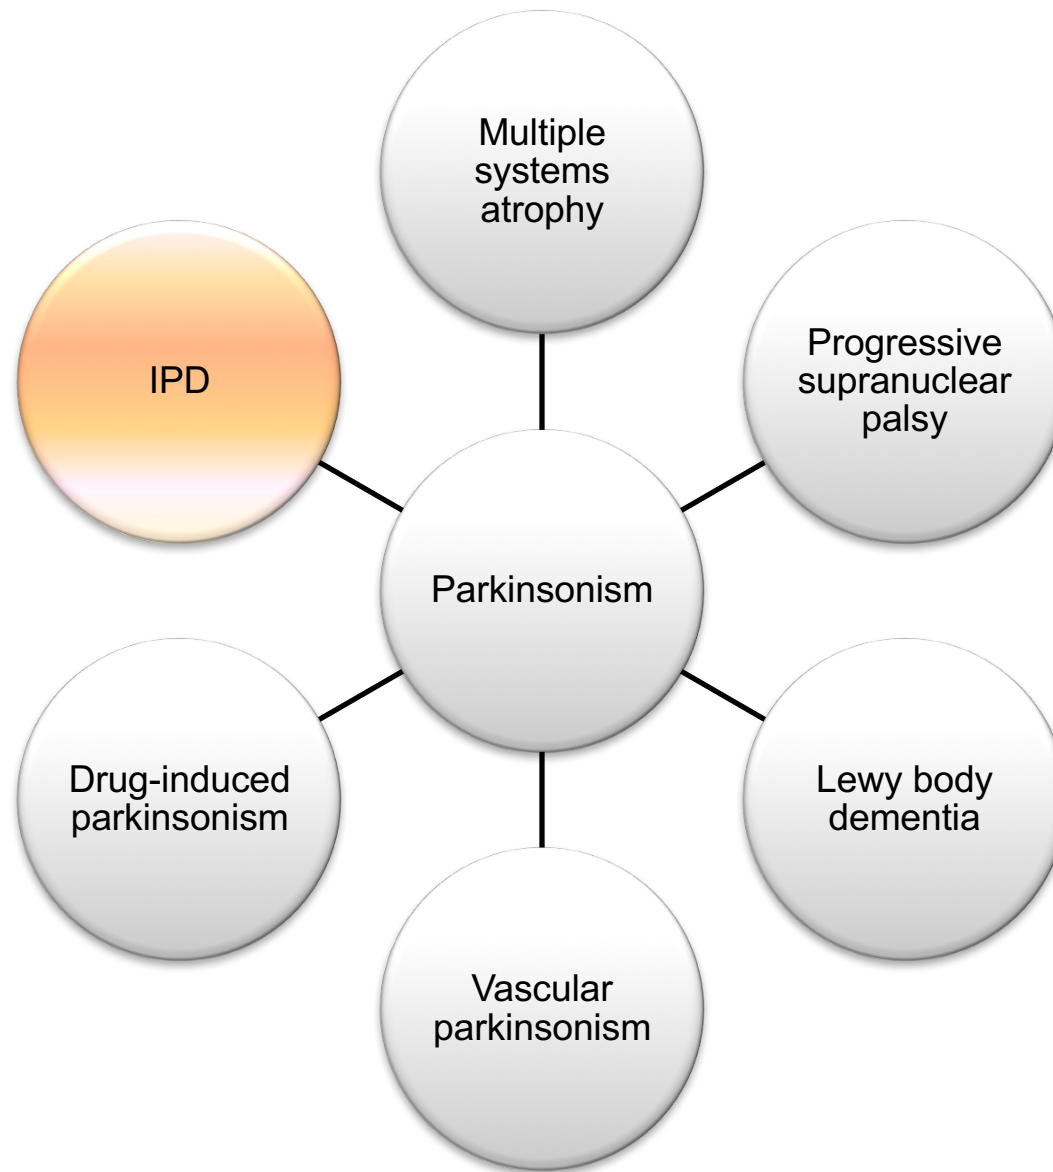 Multiple
systems
atrophy
IPD
Progressive
supranuclear
palsy
Parkinsonism
Drug-induced
parkinsonism
Lewy body
dementia
Vascular
parkinsonism